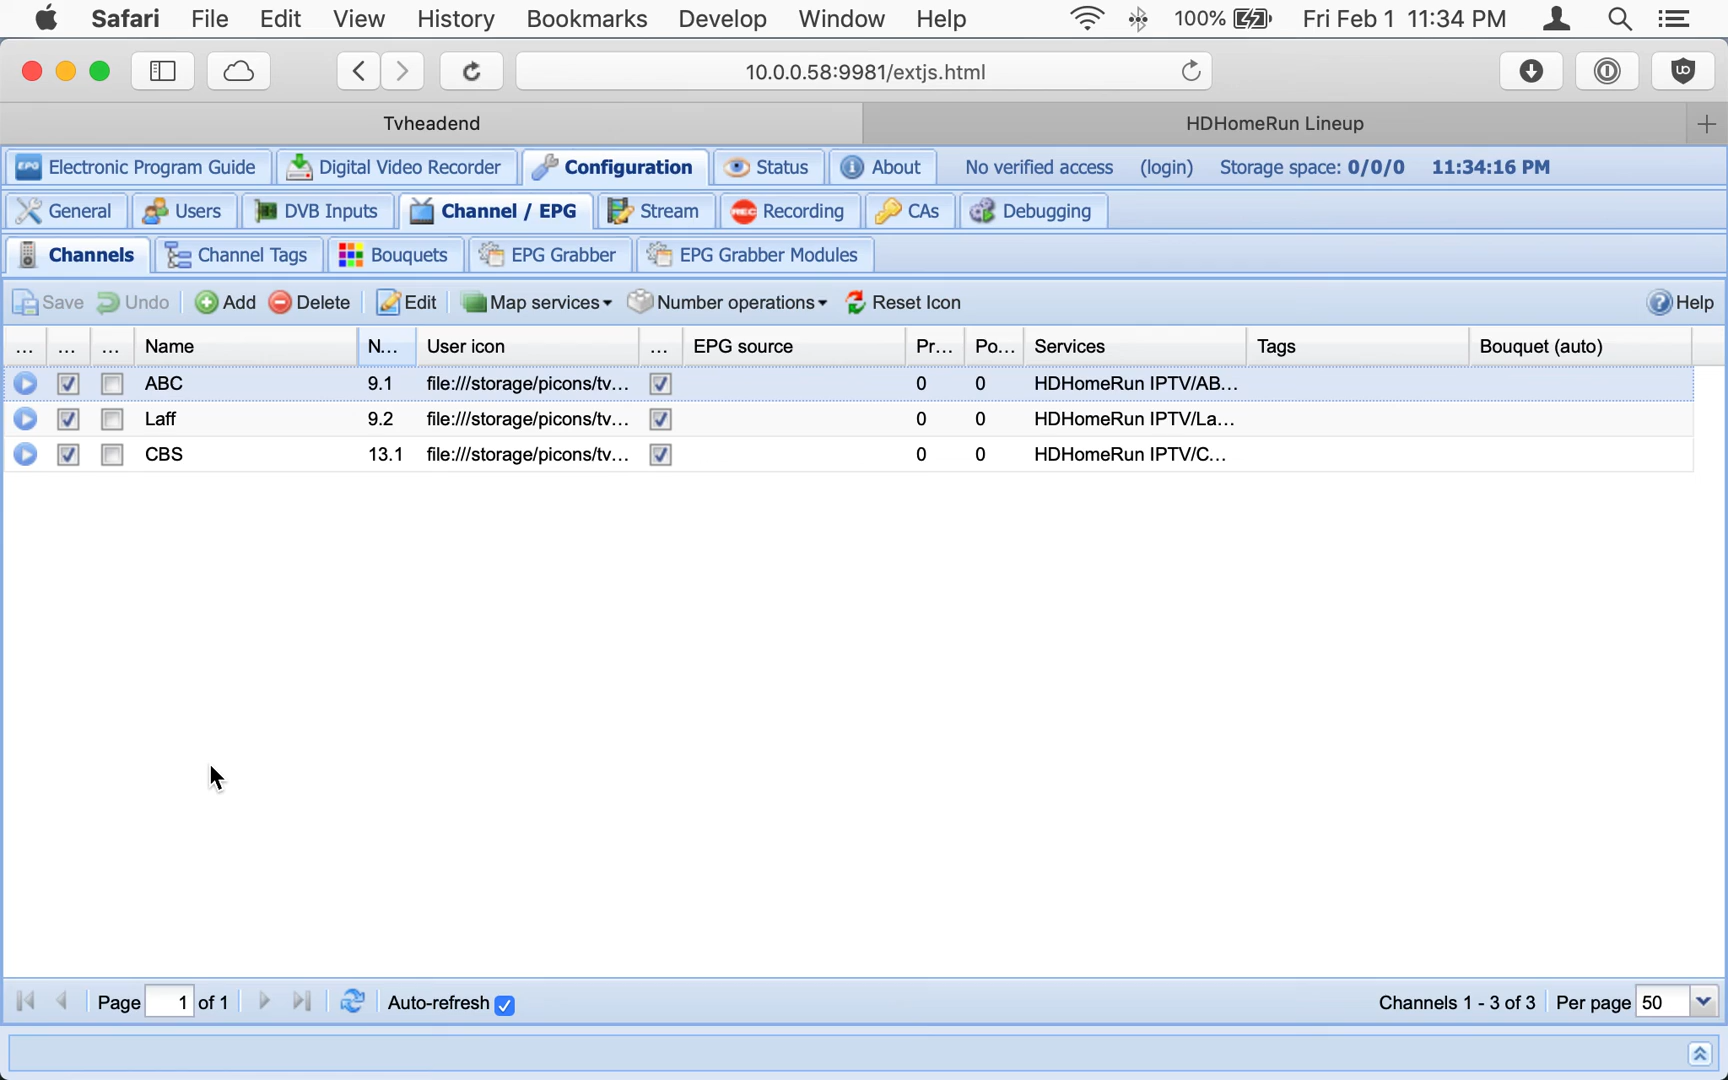 Safari File Edit View History Bookmarks Develop Window Help 100% Fri Feb 1 11:34 PM
10.0.0.58:9981/extjs.html
Tvheadend HDHomeRun Lineup
Electronic Program Guide Digital Video Recorder Configuration Status About No verified access (login) Storage space: 0/0/0 11:34:16 PM
General Users DVB Inputs Channel / EPG Stream REC Recording CAs Debugging
Channels Channel Tags Bouquets EPG Grabber EPG Grabber Modules
Save Undo Add Delete Edit Map services Number operations Reset Icon Help
... ... ... Name N... User icon ... EPG source Pr... Po... Services Tags Bouquet (auto)
ABC 9.1 file:///storage/picons/tv... 0 0 HDHomeRun IPTV/AB...
Laff 9.2 file:///storage/picons/tv... 0 0 HDHomeRun IPTV/La...
CBS 13.1 file:///storage/picons/tv... 0 0 HDHomeRun IPTV/C...
Page 1 of 1 Auto-refresh Channels 1 - 3 of 3 Per page 50